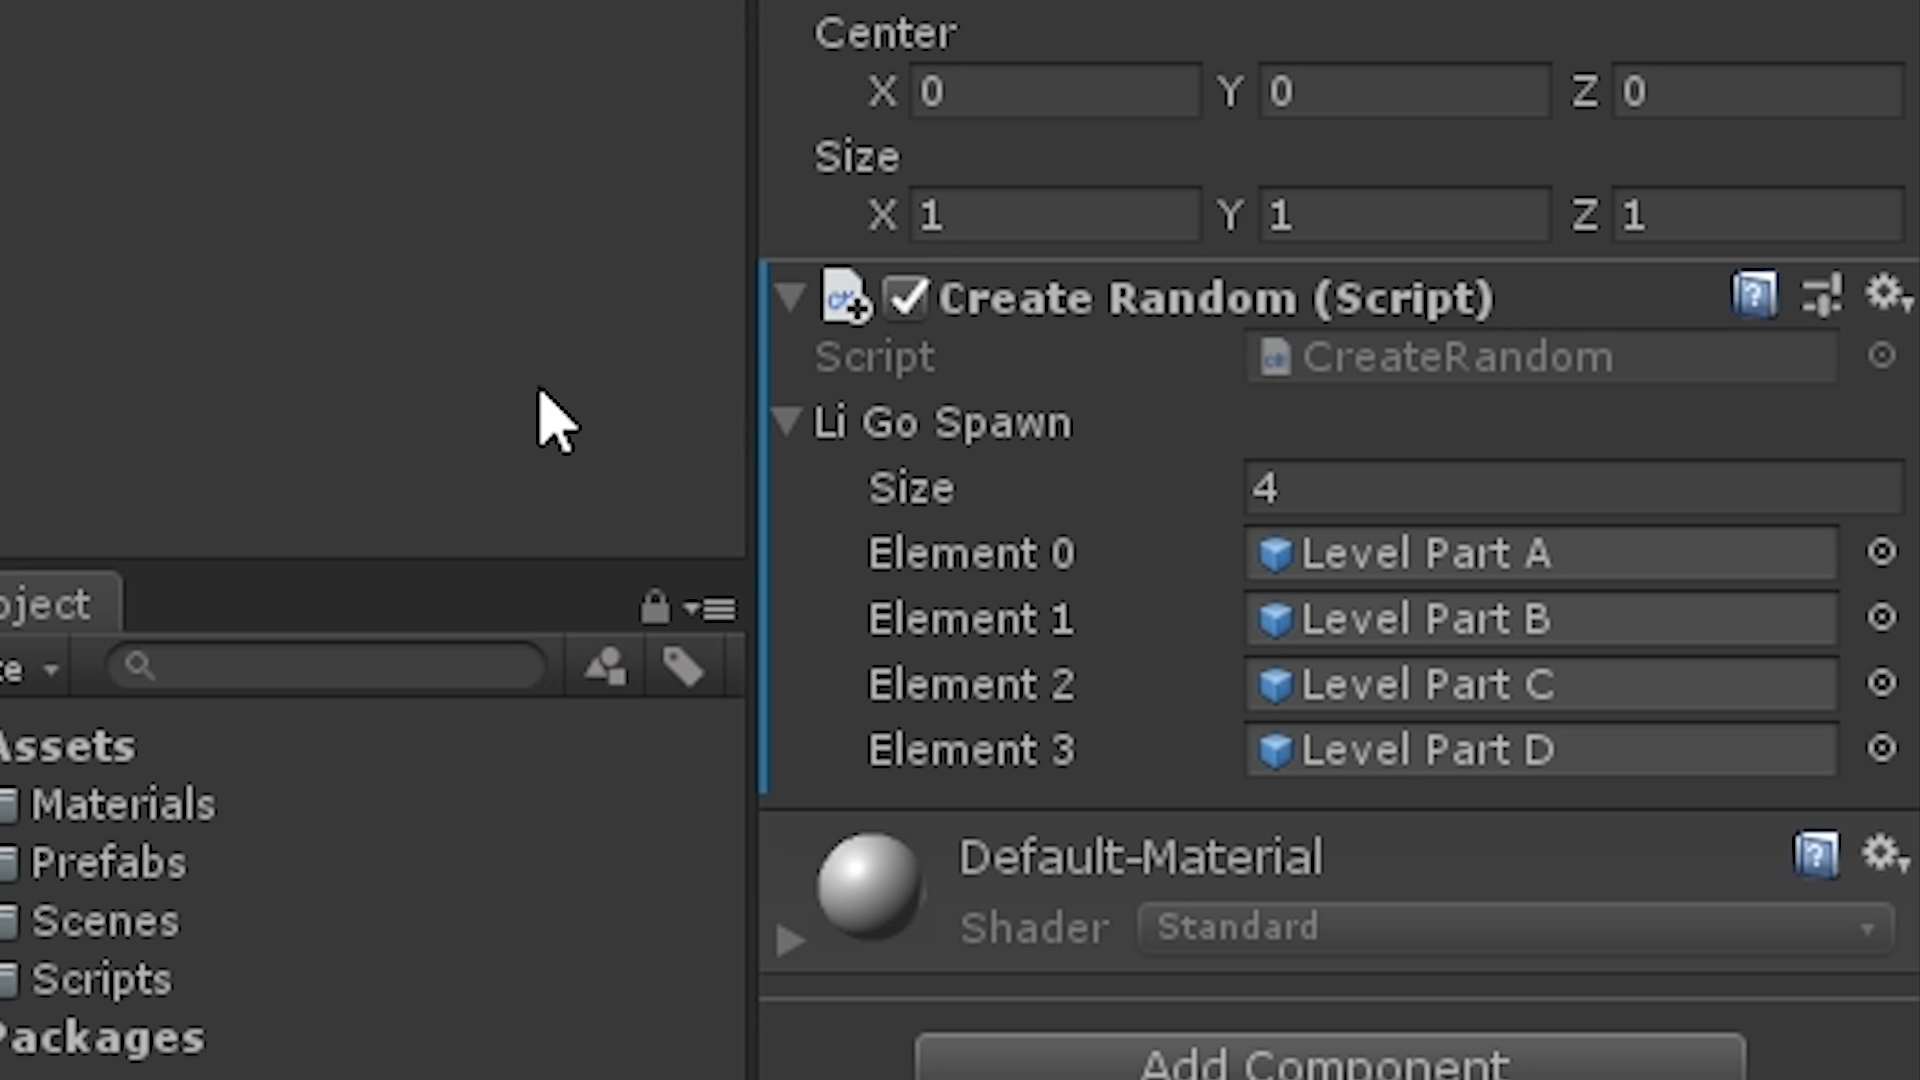 Center
X 0 Y 0 Z 0
Size
X 1 Y 1 Z 1
Create Random (Script)
Script CreateRandom
Li Go Spawn
Size 4
Element 0 Level Part A
Element 1 Level Part B
Element 2 Level Part C
Element 3 Level Part D
Default-Material
Shader Standard
Add Component
oject
te
Assets
Materials
Prefabs
Scenes
Scripts
Packages